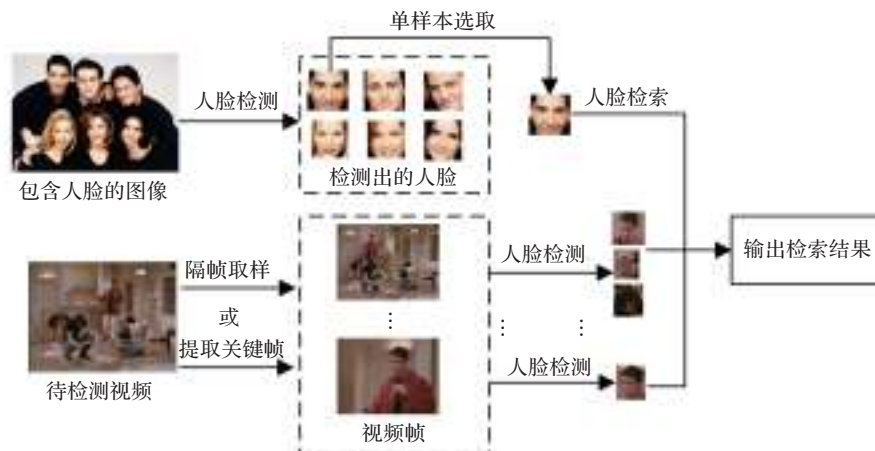 单样本选取
人脸检测
人脸检索
检测出的人脸
包含人脸的图像
隔帧取样
或
提取关键帧
人脸检测
⋮
⋮
⋮
人脸检测
输出检索结果
待检测视频
视频帧